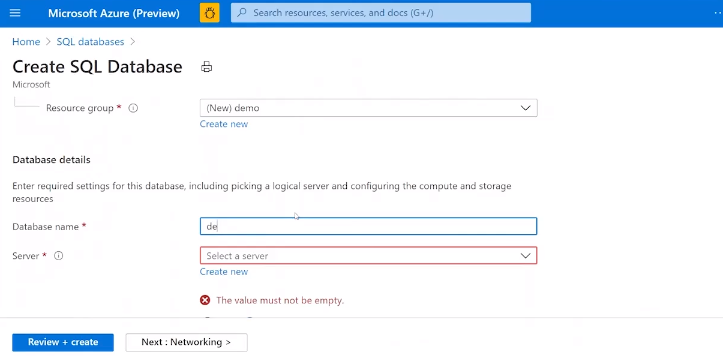 Microsoft Azure (Preview)
Search resources, services, and docs (G+/)
Home > SQL databases >
Create SQL Database
Microsoft
Resource group *
(New) demo
Create new
Database details
Enter required settings for this database, including picking a logical server and configuring the compute and storage
resources
Database name *
de
Server *
Select a server
Create new
The value must not be empty.
Review + create
Next : Networking >